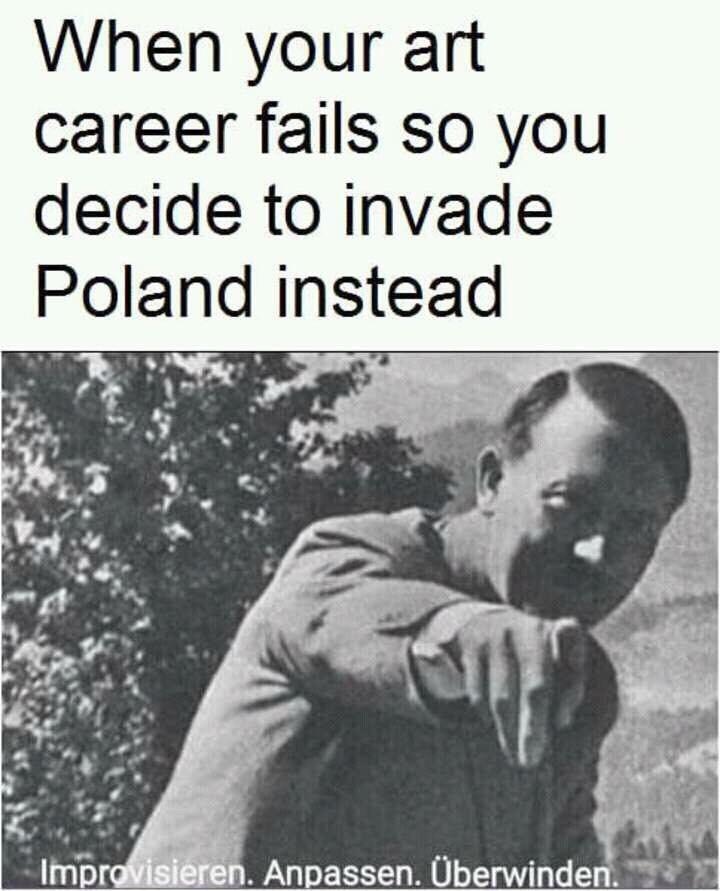 When your art
career fails so you
decide to invade
Poland instead
Improvisieren. Anpassen. Überwinden.